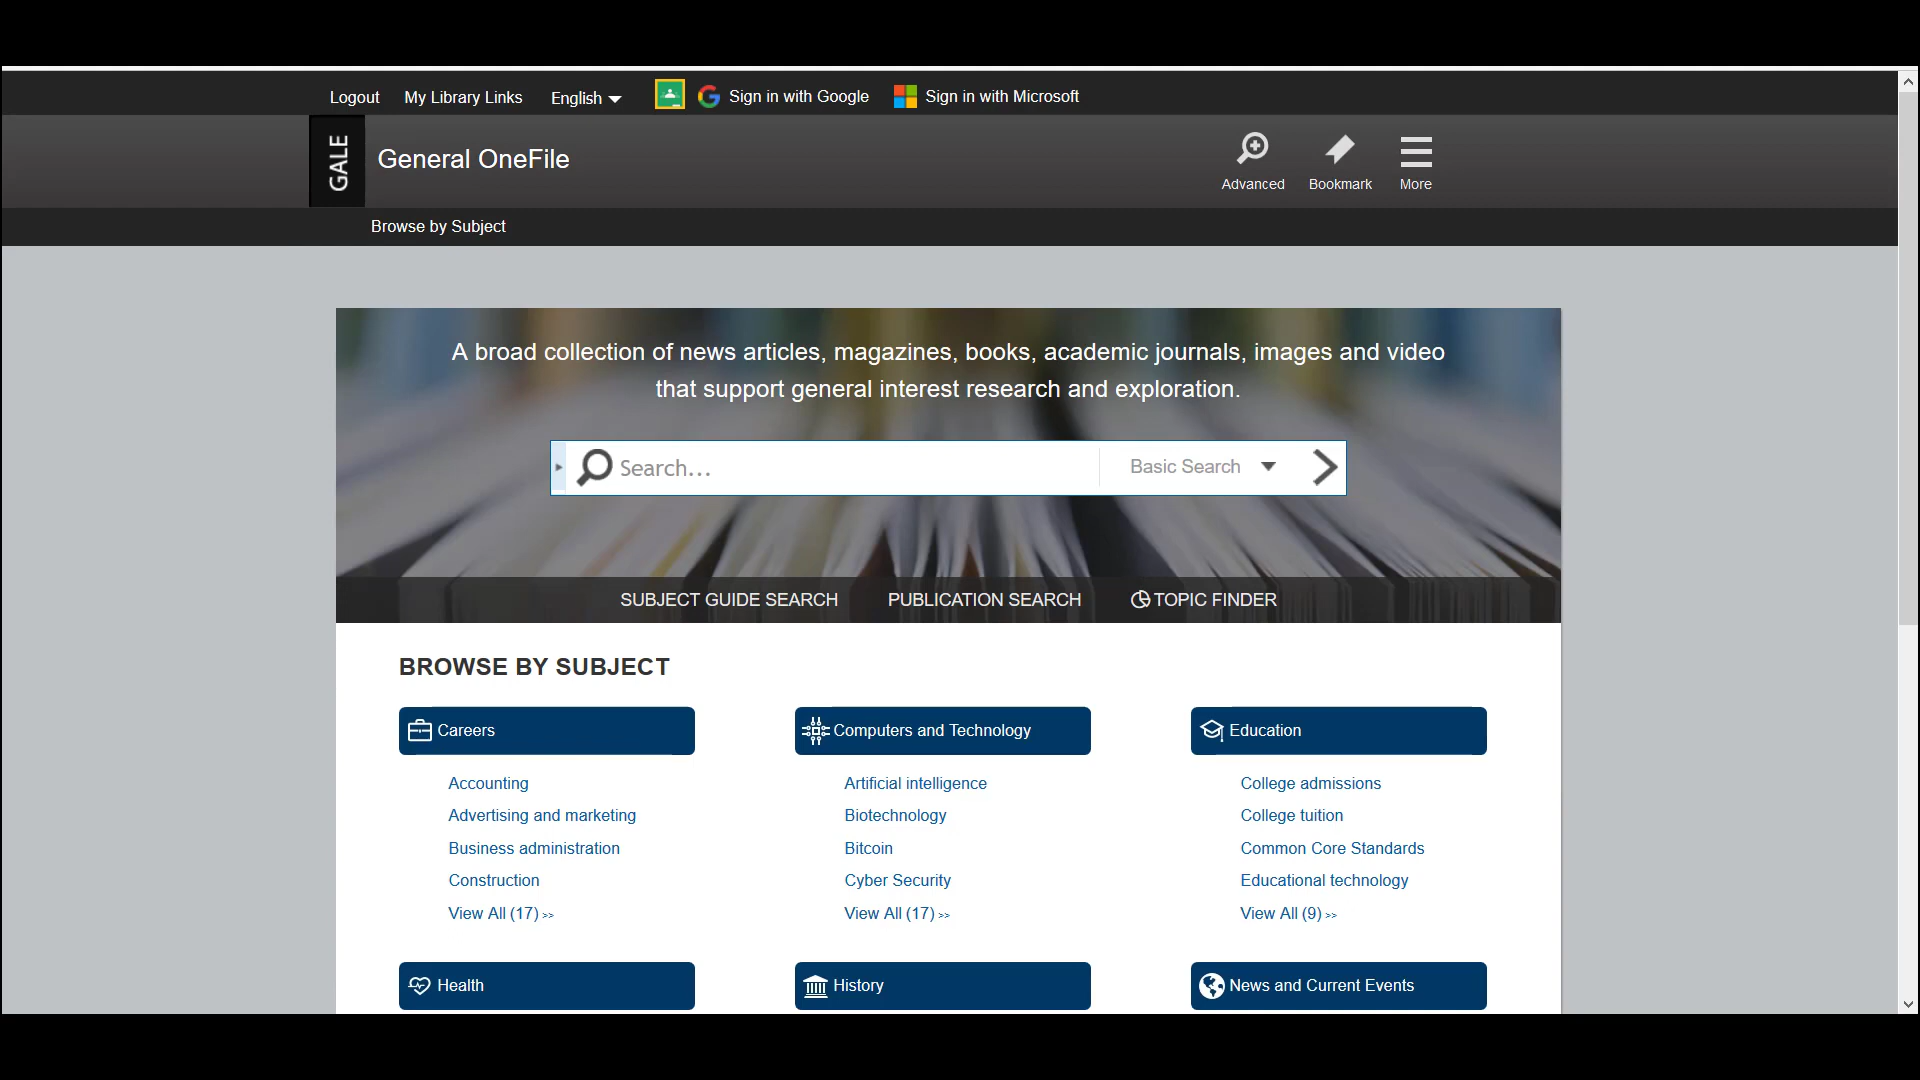 Logout My Library Links English Sign in with Google Sign in with Microsoft
GALE General OneFile
Advanced Bookmark More
Browse by Subject
A broad collection of news articles, magazines, books, academic journals, images and video
that support general interest research and exploration.
Search... Basic Search
SUBJECT GUIDE SEARCH PUBLICATION SEARCH TOPIC FINDER
BROWSE BY SUBJECT
Careers
Accounting
Advertising and marketing
Business administration
Construction
View All (17) >>
Computers and Technology
Artificial intelligence
Biotechnology
Bitcoin
Cyber Security
View All (17) >>
Education
College admissions
College tuition
Common Core Standards
Educational technology
View All (9) >>
Health
History
News and Current Events